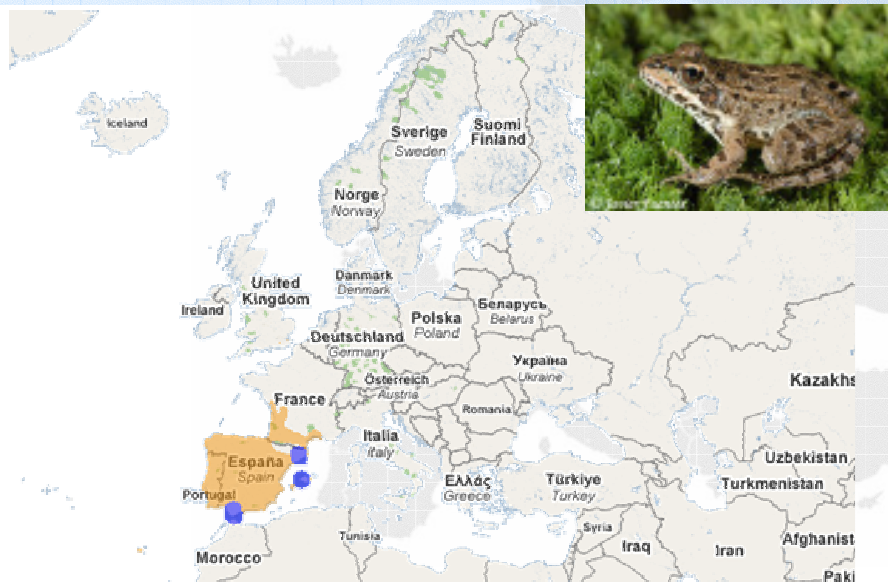 Iceland
Sverige
Sweden
Suomi
Finland
Norge
Norway
United
Kingdom
Ireland
Danmark
Denmark
Deutschland
Germany
Polska
Poland
Беларусь
Belarus
Україна
Ukraine
Österreich
Austria
France
Romania
Italia
Italy
Kazakhs
España
Spain
Portugal
Ελλάς
Greece
Türkiye
Turkey
Uzbekistan
Turkmenistan
Morocco
Tunisia
Syria
Iraq
Iran
Afghanist
Paki